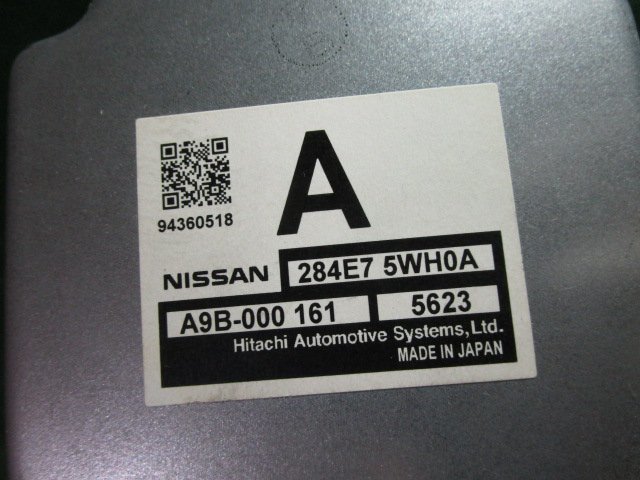 A
94360518
NISSAN 284E7 5WH0A
A9B-000 161 5623
Hitachi Automotive Systems,Ltd.
MADE IN JAPAN